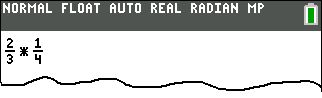 NORMAL FLOAT AUTO REAL RADIAN MP
2/3 * 1/4